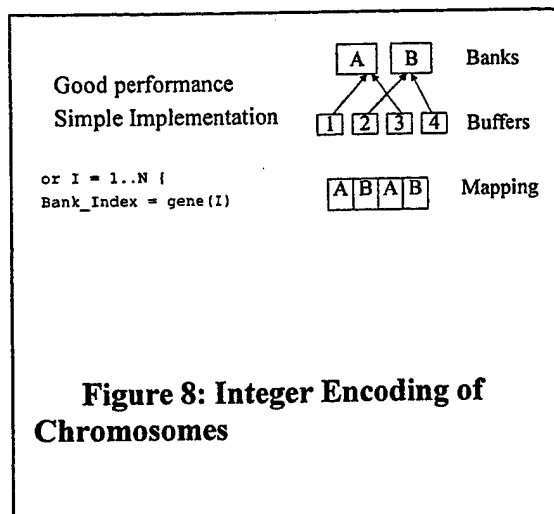 A B Banks
Good performance
Simple Implementation 1 2 3 4 Buffers
or I = 1..N {
Bank_Index = gene(I)
A B A B Mapping
Figure 8: Integer Encoding of
Chromosomes